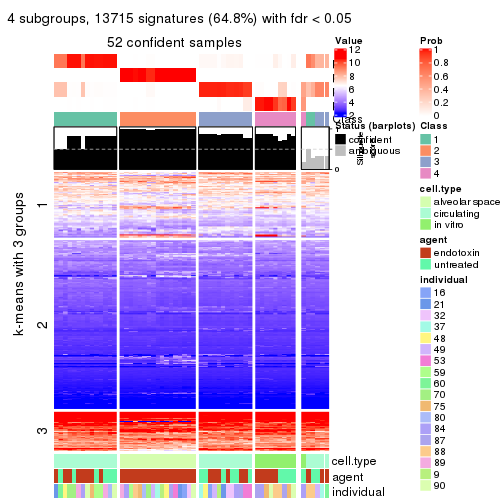 4 subgroups, 13715 signatures (64.8%) with fdr < 0.05
52 confident samples
k-means with 3 groups
1
2
3
Class
Silhouette
score
0
cell.type
agent
individual
Value
12
10
8
6
4
2
Status (barplots)
confident
ambiguous
Prob
1
0.8
0.6
0.4
0.2
0
Class
1
2
3
4
cell.type
alveolar space
circulating
in vitro
agent
endotoxin
untreated
individual
16
21
32
37
48
49
53
59
60
70
75
80
84
87
88
89
9
90